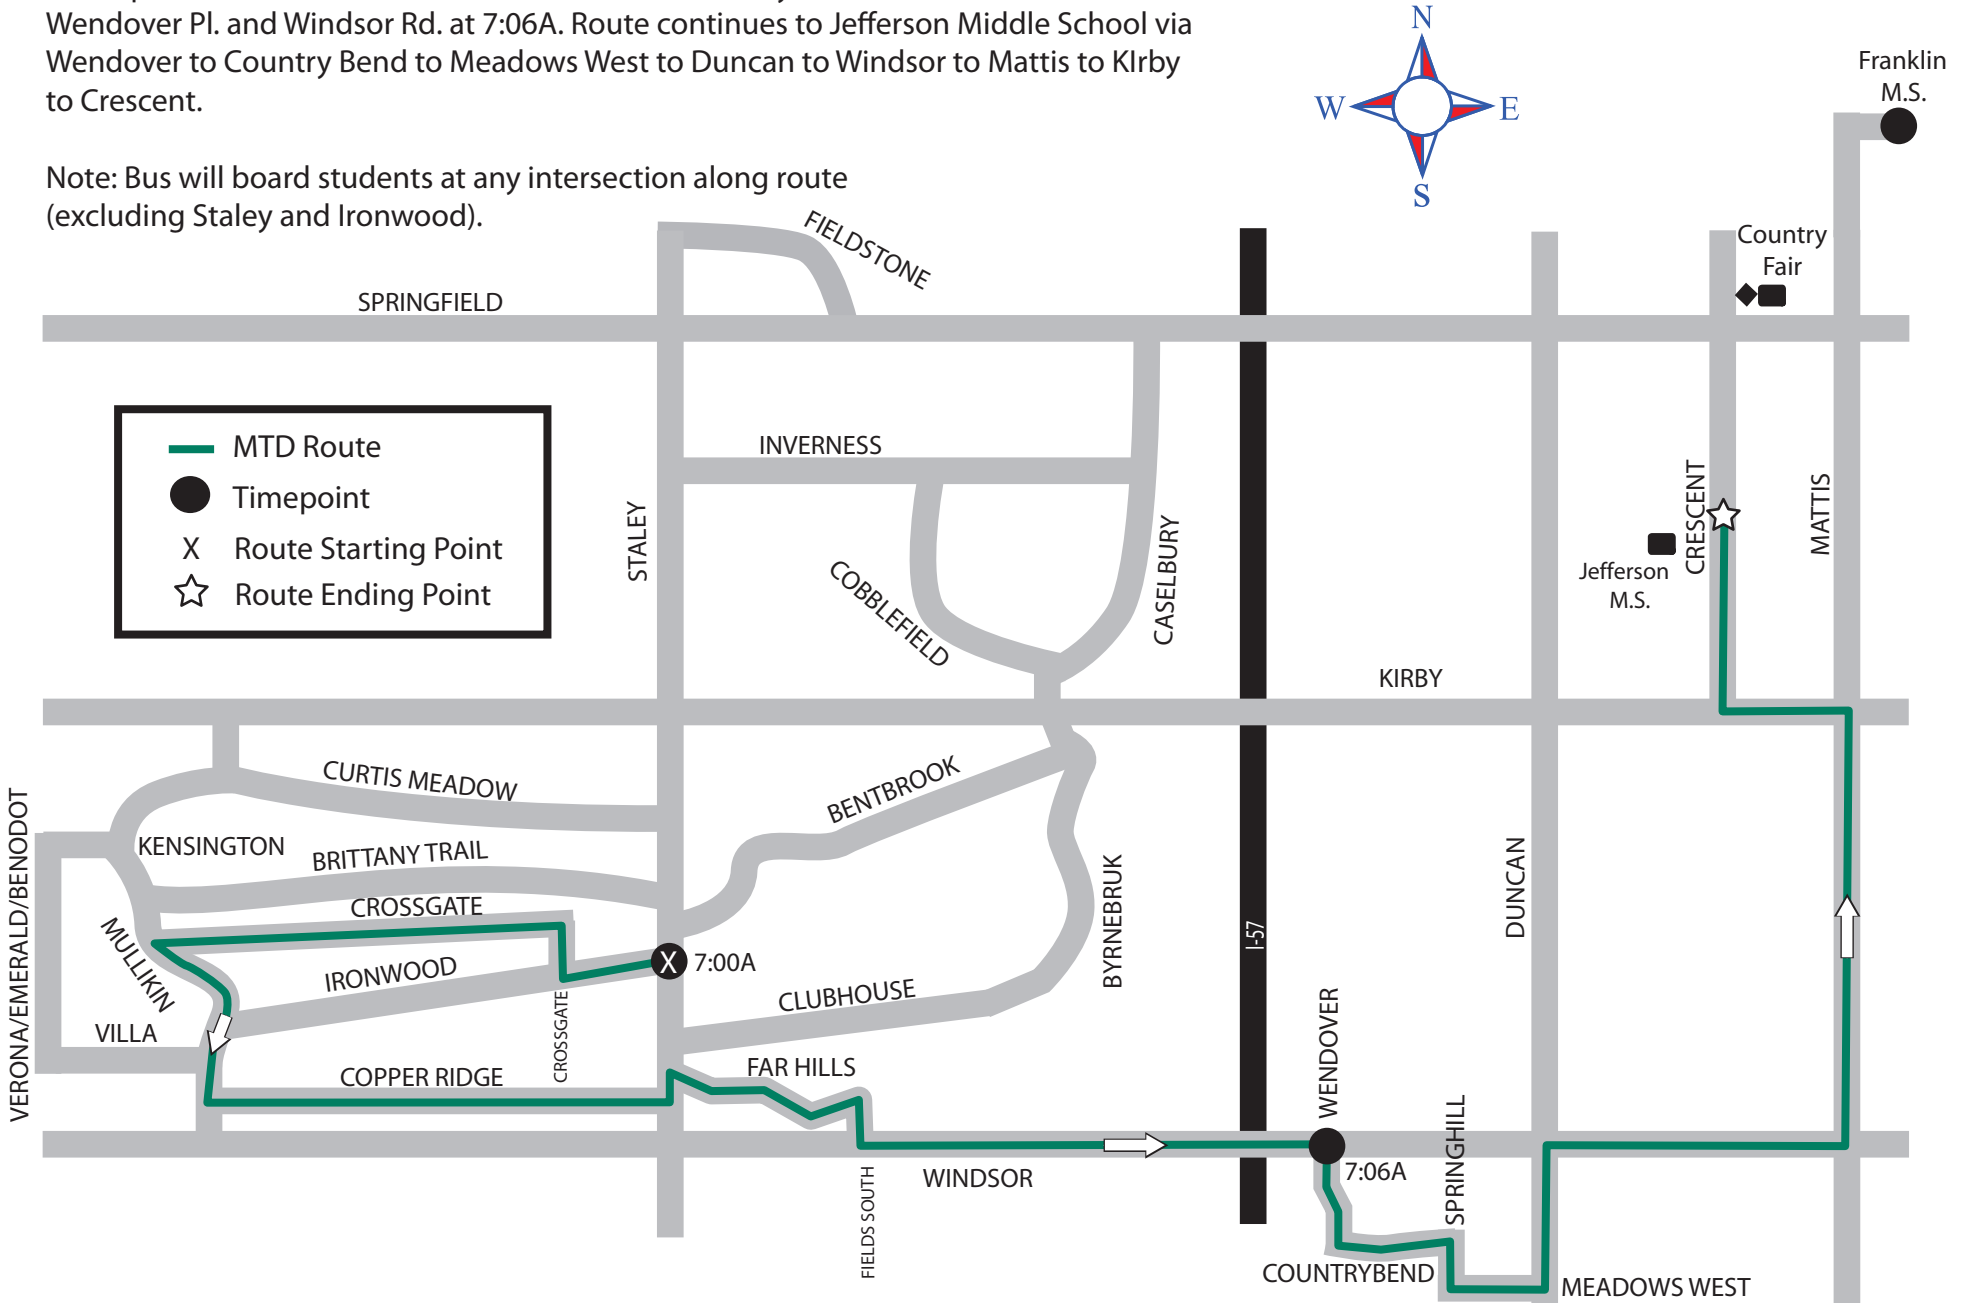 Wendover Pl. and Windsor Rd. at 7:06A. Route continues to Jefferson Middle School via
Wendover to Country Bend to Meadows West to Duncan to Windsor to Mattis to KIrby
to Crescent.
Note: Bus will board students at any intersection along route
(excluding Staley and Ironwood).
N
W
E
S
Franklin
M.S.
Country
Fair
FIELDSTONE
SPRINGFIELD
MTD Route
Timepoint
X Route Starting Point
Route Ending Point
INVERNESS
STALEY
COBBLEFIELD
CASELBURY
CRESCENT
MATTIS
Jefferson
M.S.
KIRBY
CURTIS MEADOW
BENTBROOK
KENSINGTON
BRITTANY TRAIL
CROSSGATE
MULLIKIN
IRONWOOD
X
7:00A
VERONA/EMERALD/BENODOT
VILLA
CROSSGATE
CLUBHOUSE
BYRNEBRUK
I-57
DUNCAN
COPPER RIDGE
FAR HILLS
WENDOVER
7:06A
SPRINGHILL
FIELDS SOUTH
WINDSOR
COUNTRYBEND
MEADOWS WEST